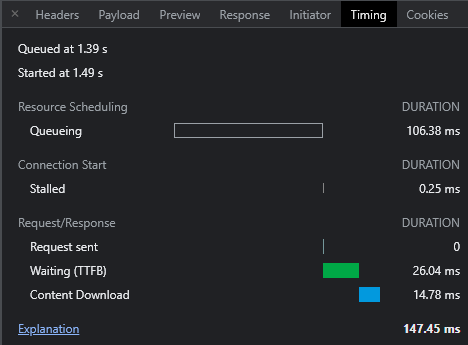 × Headers Payload Preview Response Initiator Timing Cookies
Queued at 1.39 s
Started at 1.49 s
Resource Scheduling DURATION
Queueing 106.38 ms
Connection Start DURATION
Stalled 0.25 ms
Request/Response DURATION
Request sent 0
Waiting (TTFB) 26.04 ms
Content Download 14.78 ms
Explanation 147.45 ms